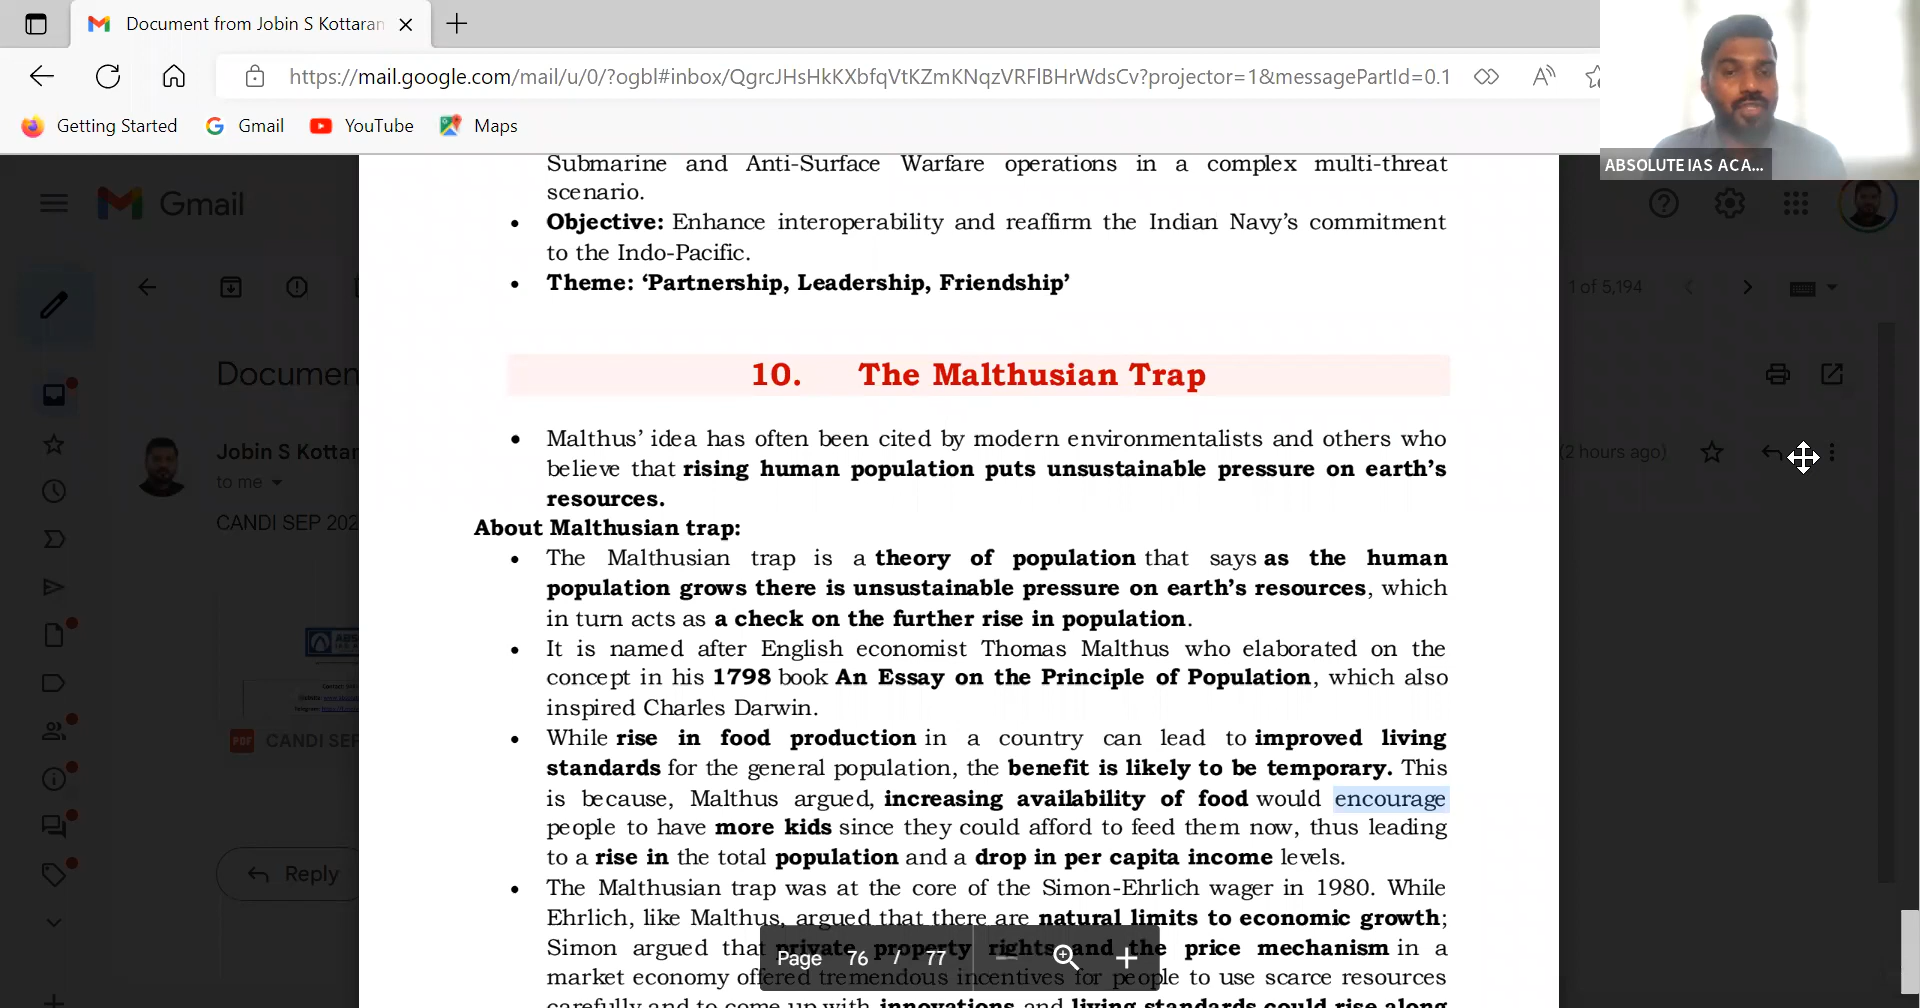 Document from Jobin S Kottaran
https://mail.google.com/mail/u/0/?ogbl#inbox/QgrcJHsHkKXbfqVtKZmKNqzVRFlBHrWdsCv?projector=1&messagePartId=0.1
Getting Started
Gmail
YouTube
Maps
ABSOLUTE IAS ACA...
Gmail
Submarine and Anti-Surface Warfare operations in a complex multi-threat
scenario.
• Objective: Enhance interoperability and reaffirm the Indian Navy’s commitment
to the Indo-Pacific.
• Theme: ‘Partnership, Leadership, Friendship’
1 of 5,194
10. The Malthusian Trap
Documen
• Malthus’ idea has often been cited by modern environmentalists and others who
believe that rising human population puts unsustainable pressure on earth’s
resources.
Jobin S Kottar
(2 hours ago)
to me
CANDI SEP 202
About Malthusian trap:
• The Malthusian trap is a theory of population that says as the human
population grows there is unsustainable pressure on earth’s resources, which
in turn acts as a check on the further rise in population.
• It is named after English economist Thomas Malthus who elaborated on the
concept in his 1798 book An Essay on the Principle of Population, which also
inspired Charles Darwin.
PDF CANDI SEP
• While rise in food production in a country can lead to improved living
standards for the general population, the benefit is likely to be temporary. This
is because, Malthus argued, increasing availability of food would encourage
people to have more kids since they could afford to feed them now, thus leading
to a rise in the total population and a drop in per capita income levels.
Reply
• The Malthusian trap was at the core of the Simon-Ehrlich wager in 1980. While
Ehrlich, like Malthus, argued that there are natural limits to economic growth;
Simon argued that private property rights and the price mechanism in a
market economy offered tremendous incentives for people to use scarce resources
carefully and to come up with innovations and living standards could rise along
Page 76 / 77